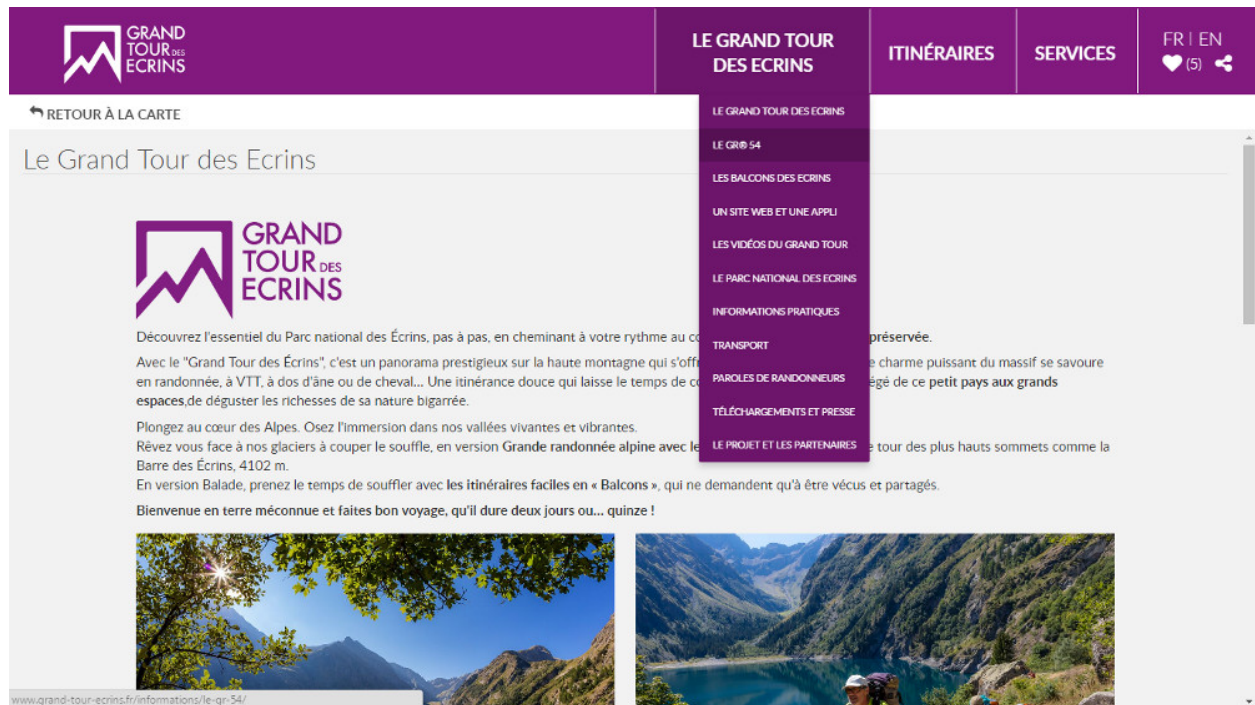 GRAND
TOUR DES
ECRINS
LE GRAND TOUR
DES ECRINS
ITINÉRAIRES
SERVICES
FR | EN
(5)
RETOUR À LA CARTE
LE GRAND TOUR DES ECRINS
LE GR® 54
LES BALCONS DES ECRINS
UN SITE WEB ET UNE APPLI
LES VIDÉOS DU GRAND TOUR
LE PARC NATIONAL DES ECRINS
INFORMATIONS PRATIQUES
TRANSPORT
PAROLES DE RANDONNEURS
TÉLÉCHARGEMENTS ET PRESSE
LE PROJET ET LES PARTENAIRES
Le Grand Tour des Ecrins
GRAND
TOUR DES
ECRINS
Découvrez l'essentiel du Parc national des Écrins, pas à pas, en cheminant à votre rythme au préservée.
Avec le "Grand Tour des Écrins", c'est un panorama prestigieux sur la haute montagne qui charme puissant du massif se savoure
en randonnée, à VTT, à dos d'âne ou de cheval... Une itinérance douce qui laisse le temps de de ce petit pays aux grands
espaces,de déguster les richesses de sa nature bigarrée.
Plongez au cœur des Alpes. Osez l'immersion dans nos vallées vivantes et vibrantes.
Rêvez vous face à nos glaciers à couper le souffle, en version Grande randonnée alpine avec tour des plus hauts sommets comme la
Barre des Écrins, 4102 m.
En version Balade, prenez le temps de souffler avec les itinéraires faciles en « Balcons », qui ne demandent qu'à être vécus et partagés.
Bienvenue en terre méconnue et faites bon voyage, qu'il dure deux jours ou... quinze !
www.grand-tour-ecrins.fr/informations/le-gr-54/